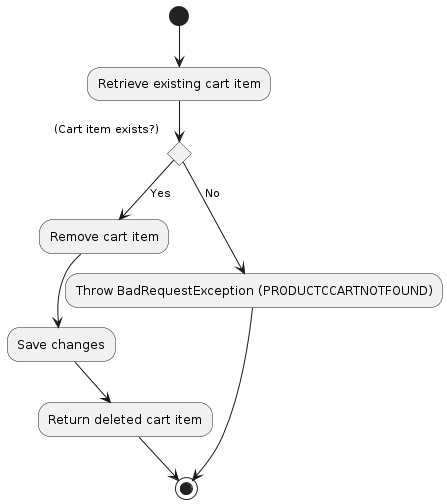 Retrieve existing cart item
(Cart item exists?)
Yes
No
Remove cart item
Throw BadRequestException (PRODUCTCCARTNOTFOUND)
Save changes
Return deleted cart item